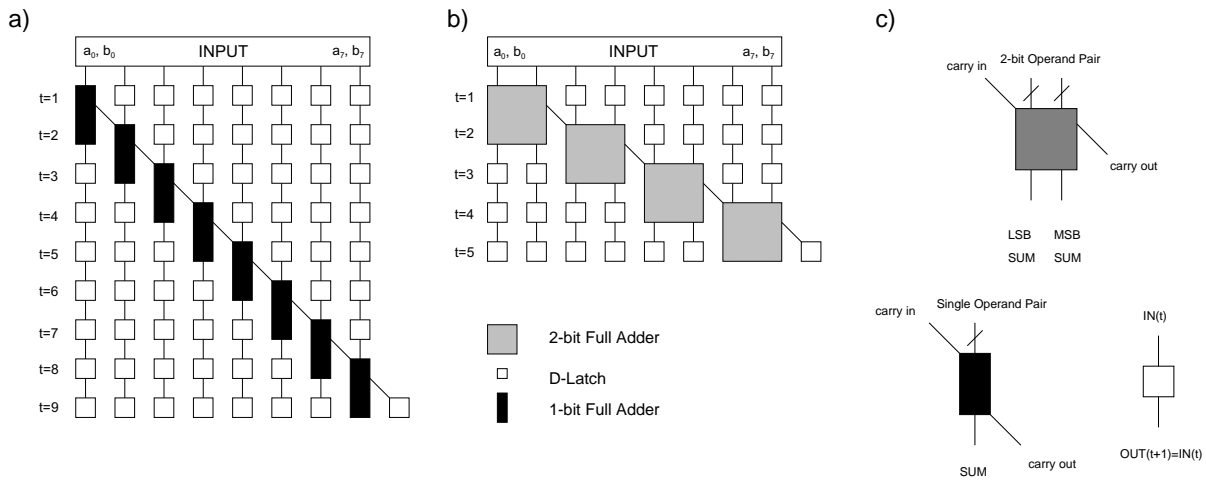 a)
a0, b0 INPUT a7, b7
t=1
t=2
t=3
t=4
t=5
t=6
t=7
t=8
t=9
b)
a0, b0 INPUT a7, b7
t=1
t=2
t=3
t=4
t=5
2-bit Full Adder
D-Latch
1-bit Full Adder
c)
carry in 2-bit Operand Pair
carry out
LSB MSB
SUM SUM
carry in Single Operand Pair
SUM carry out
IN(t)
OUT(t+1)=IN(t)